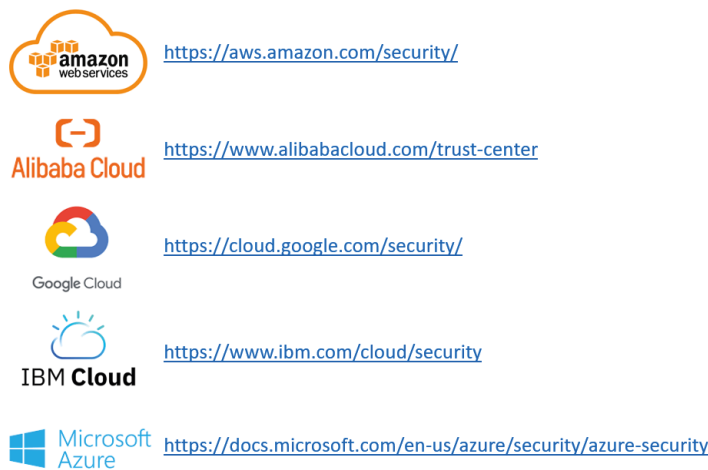 amazon
webservices
https://aws.amazon.com/security/
Alibaba Cloud
https://www.alibabacloud.com/trust-center
Google Cloud
https://cloud.google.com/security/
IBM Cloud
https://www.ibm.com/cloud/security
Microsoft
Azure
https://docs.microsoft.com/en-us/azure/security/azure-security